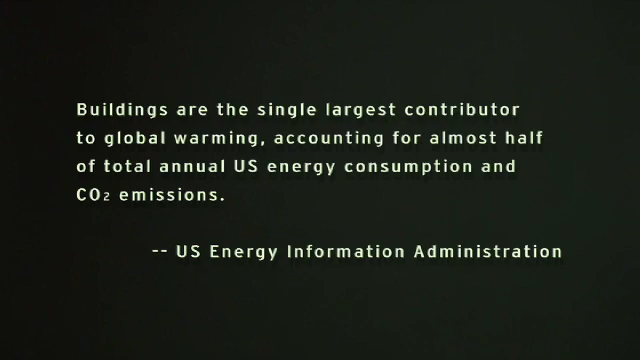 Buildings are the single largest contributor
to global warming, accounting for almost half
of total annual US energy consumption and
CO₂ emissions.
-- US Energy Information Administration